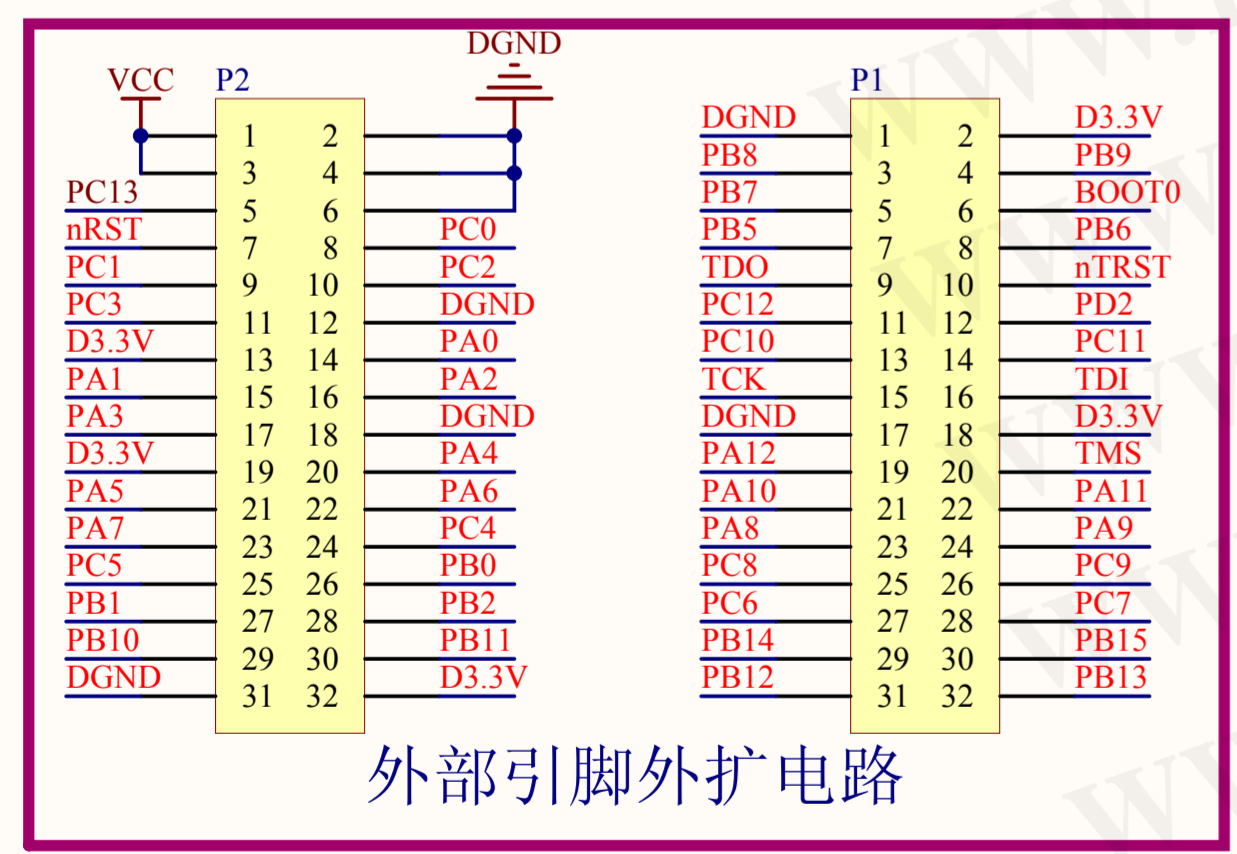 DGND
VCC P2 P1
1 2 DGND 1 2 D3.3V
3 4 PB8 3 4 PB9
PC13 5 6 PB7 5 6 BOOT0
nRST 7 8 PC0 PB5 7 8 PB6
PC1 9 10 PC2 TDO 9 10 nTRST
PC3 11 12 DGND PC12 11 12 PD2
D3.3V 13 14 PA0 PC10 13 14 PC11
PA1 15 16 PA2 TCK 15 16 TDI
PA3 17 18 DGND DGND 17 18 D3.3V
D3.3V 19 20 PA4 PA12 19 20 TMS
PA5 21 22 PA6 PA10 21 22 PA11
PA7 23 24 PC4 PA8 23 24 PA9
PC5 25 26 PB0 PC8 25 26 PC9
PB1 27 28 PB2 PC6 27 28 PC7
PB10 29 30 PB11 PB14 29 30 PB15
DGND 31 32 D3.3V PB12 31 32 PB13
外部引脚外扩电路